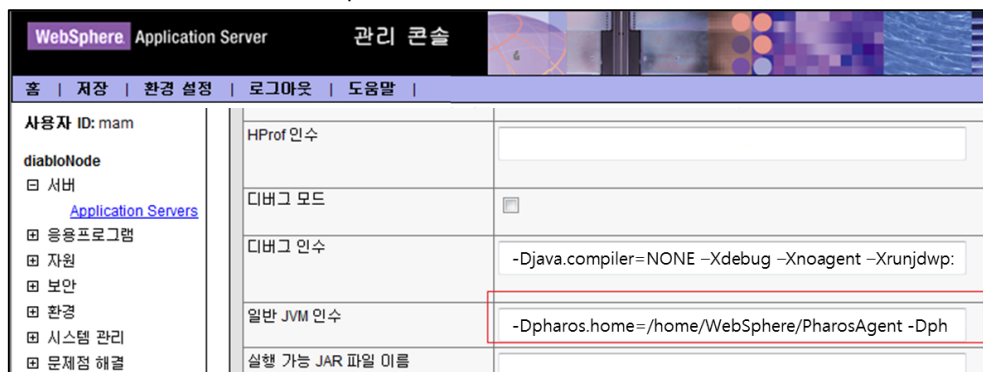 WebSphere Application Server 관리 콘솔
홈 | 저장 | 환경 설정 | 로그아웃 | 도움말 |
사용자 ID: mam
diabloNode
서버
Application Servers
응용프로그램
자원
보안
환경
시스템 관리
문제점 해결
HProf 인수
디버그 모드
디버그 인수
-Djava.compiler=NONE –Xdebug –Xnoagent –Xrunjdwp:
일반 JVM 인수
-Dpharos.home=/home/WebSphere/PharosAgent -Dph
실행 가능 JAR 파일 이름